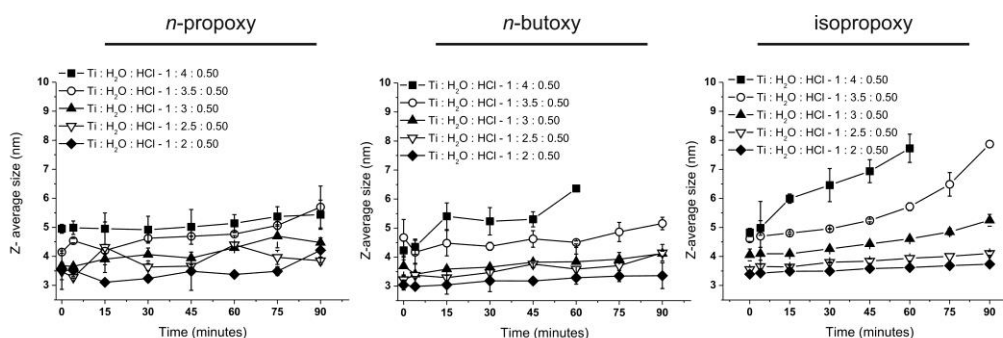 n-propoxy
Ti : H₂O : HCl - 1 : 4 : 0.50
Ti : H₂O : HCl - 1 : 3.5 : 0.50
Ti : H₂O : HCl - 1 : 3 : 0.50
Ti : H₂O : HCl - 1 : 2.5 : 0.50
Ti : H₂O : HCl - 1 : 2 : 0.50
Z- average size (nm)
10
9
8
7
6
5
4
3
0 15 30 45 60 75 90
Time (minutes)
n-butoxy
Ti : H₂O : HCl - 1 : 4 : 0.50
Ti : H₂O : HCl - 1 : 3.5 : 0.50
Ti : H₂O : HCl - 1 : 3 : 0.50
Ti : H₂O : HCl - 1 : 2.5 : 0.50
Ti : H₂O : HCl - 1 : 2 : 0.50
Z-average size (nm)
10
9
8
7
6
5
4
3
0 15 30 45 60 75 90
Time (minutes)
isopropoxy
Ti : H₂O : HCl - 1 : 4 : 0.50
Ti : H₂O : HCl - 1 : 3.5 : 0.50
Ti : H₂O : HCl - 1 : 3 : 0.50
Ti : H₂O : HCl - 1 : 2.5 : 0.50
Ti : H₂O : HCl - 1 : 2 : 0.50
Z- average size (nm)
10
9
8
7
6
5
4
3
0 15 30 45 60 75 90
Time (minutes)